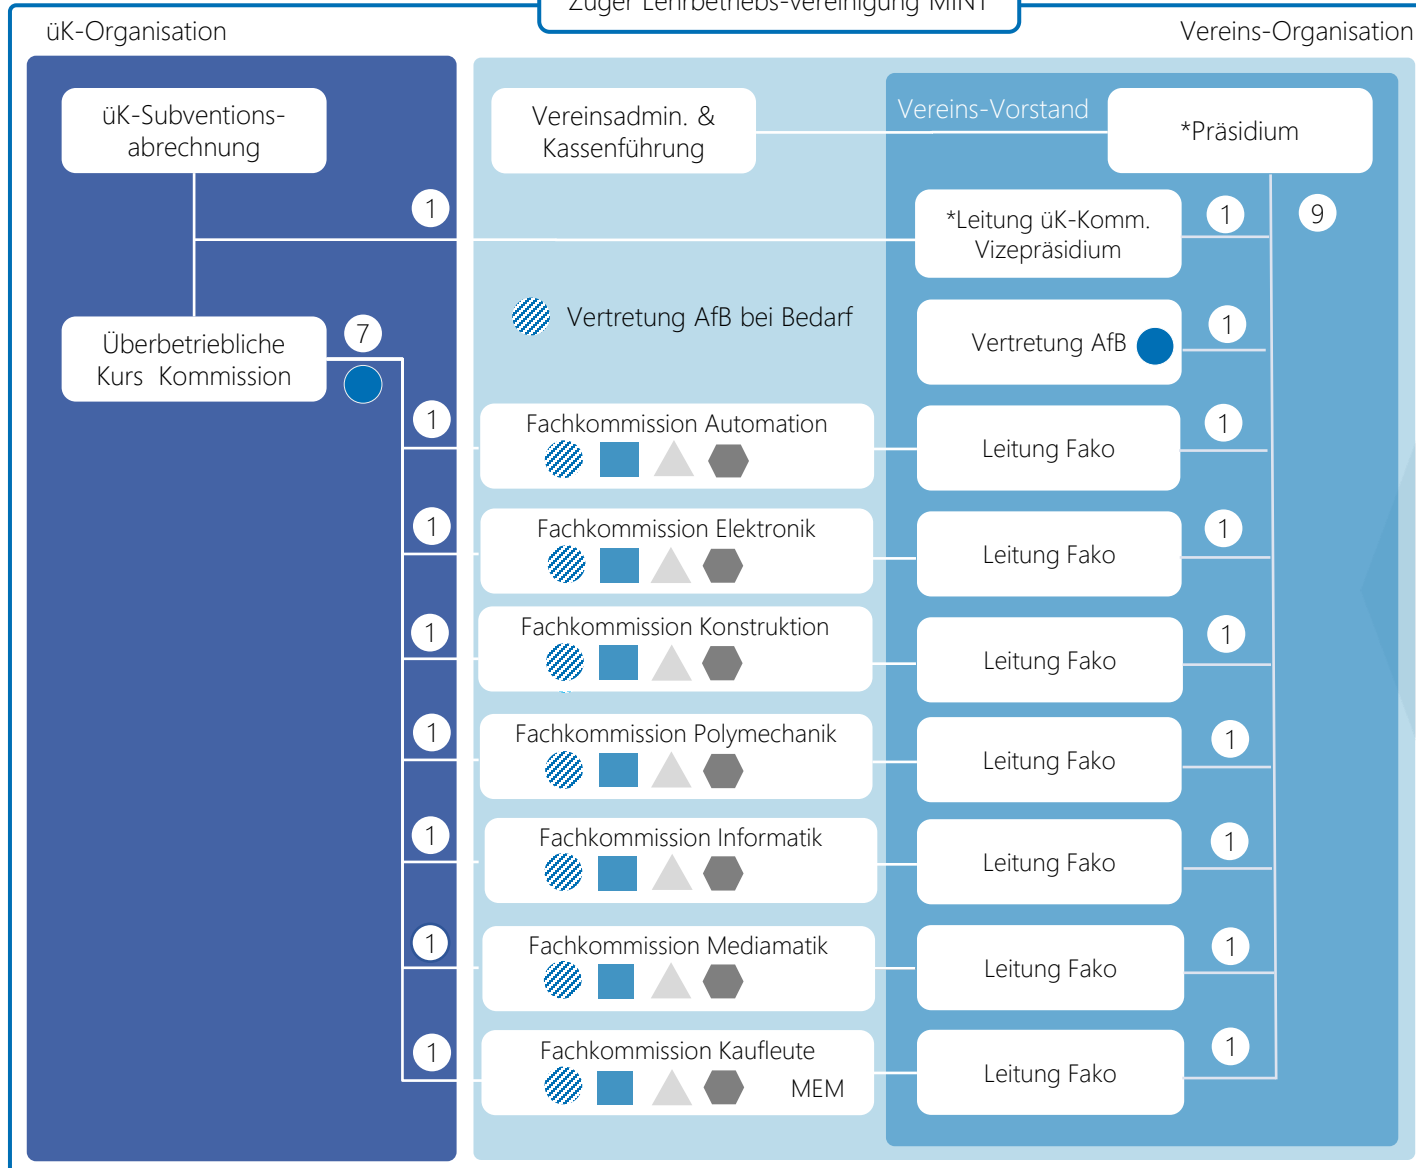 Zuger Lehrbetriebs-Vereinigung MINT
üK-Organisation
Vereins-Organisation
üK-Subventions-
abrechnung
Vereinsadmin. &
Kassenführung
Vereins-Vorstand
*Präsidium
1
*Leitung üK-Komm.
Vizepräsidium
1
9
Vertretung AfB bei Bedarf
Überbetriebliche
Kurs Kommission
7
Vertretung AfB
1
1
Fachkommission Automation
Leitung Fako
1
1
Fachkommission Elektronik
Leitung Fako
1
1
Fachkommission Konstruktion
Leitung Fako
1
1
Fachkommission Polymechanik
Leitung Fako
1
1
Fachkommission Informatik
Leitung Fako
1
1
Fachkommission Mediamatik
Leitung Fako
1
1
Fachkommission Kaufleute
MEM
Leitung Fako
1